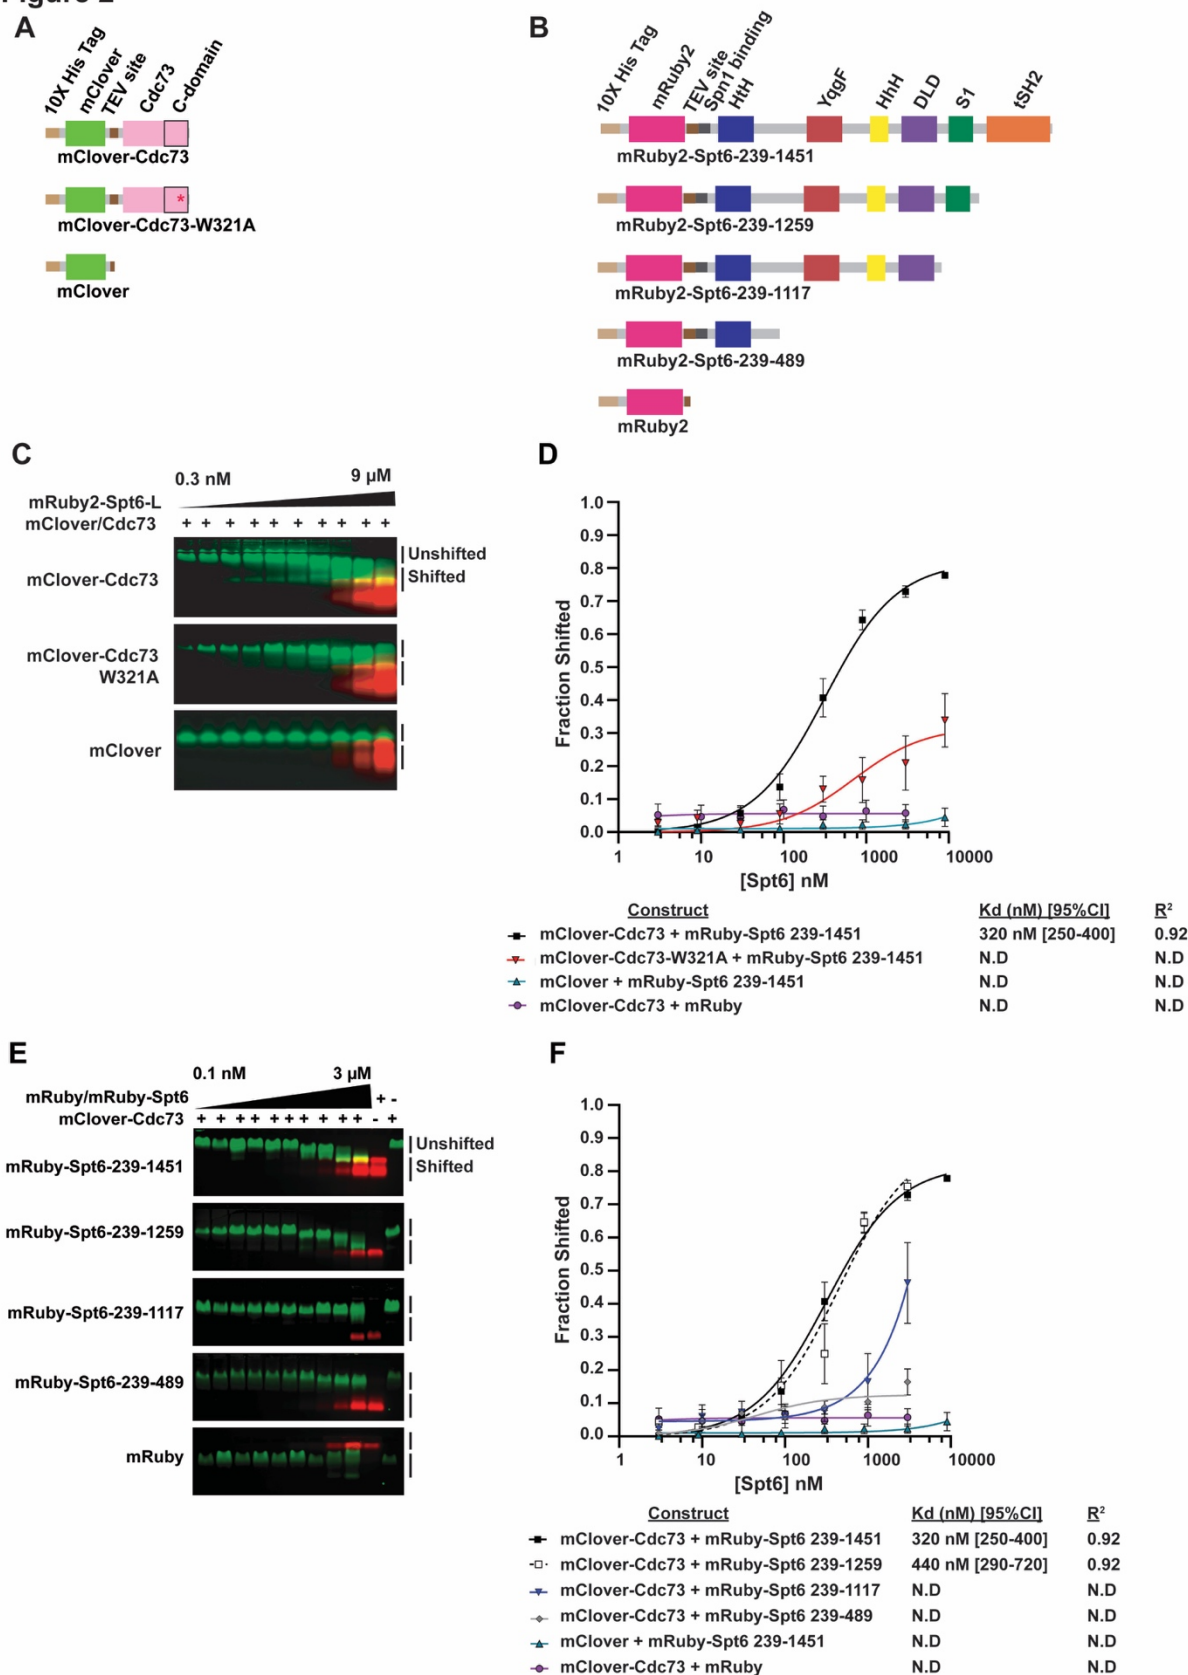 A
10X His Tag
mClover
TEV site
Cdc73
C-domain
mClover-Cdc73
*
mClover-Cdc73-W321A
mClover
B
10X His Tag
mRuby2
TEV site
Spn1 binding
HtH
YqgF
HhH
DLD
S1
tSH2
mRuby2-Spt6-239-1451
mRuby2-Spt6-239-1259
mRuby2-Spt6-239-1117
mRuby2-Spt6-239-489
mRuby2
C
0.3 nM 9 µM
mRuby2-Spt6-L
mClover/Cdc73 + + + + + + + + + +
Unshifted
Shifted
mClover-Cdc73
mClover-Cdc73
W321A
mClover
D
1.0
0.9
0.8
0.7
0.6
0.5
0.4
0.3
0.2
0.1
0.0
Fraction Shifted
1 10 100 1000 10000
[Spt6] nM
Construct Kd (nM) [95%CI] R²
mClover-Cdc73 + mRuby-Spt6 239-1451 320 nM [250-400] 0.92
mClover-Cdc73-W321A + mRuby-Spt6 239-1451 N.D N.D
mClover + mRuby-Spt6 239-1451 N.D N.D
mClover-Cdc73 + mRuby N.D N.D
E
0.1 nM 3 µM
mRuby/mRuby-Spt6 + -
mClover-Cdc73 + + + + + + + + + + - +
Unshifted
Shifted
mRuby-Spt6-239-1451
mRuby-Spt6-239-1259
mRuby-Spt6-239-1117
mRuby-Spt6-239-489
mRuby
F
1.0
0.9
0.8
0.7
0.6
0.5
0.4
0.3
0.2
0.1
0.0
Fraction Shifted
1 10 100 1000 10000
[Spt6] nM
Construct Kd (nM) [95%CI] R²
mClover-Cdc73 + mRuby-Spt6 239-1451 320 nM [250-400] 0.92
mClover-Cdc73 + mRuby-Spt6 239-1259 440 nM [290-720] 0.92
mClover-Cdc73 + mRuby-Spt6 239-1117 N.D N.D
mClover-Cdc73 + mRuby-Spt6 239-489 N.D N.D
mClover + mRuby-Spt6 239-1451 N.D N.D
mClover-Cdc73 + mRuby N.D N.D